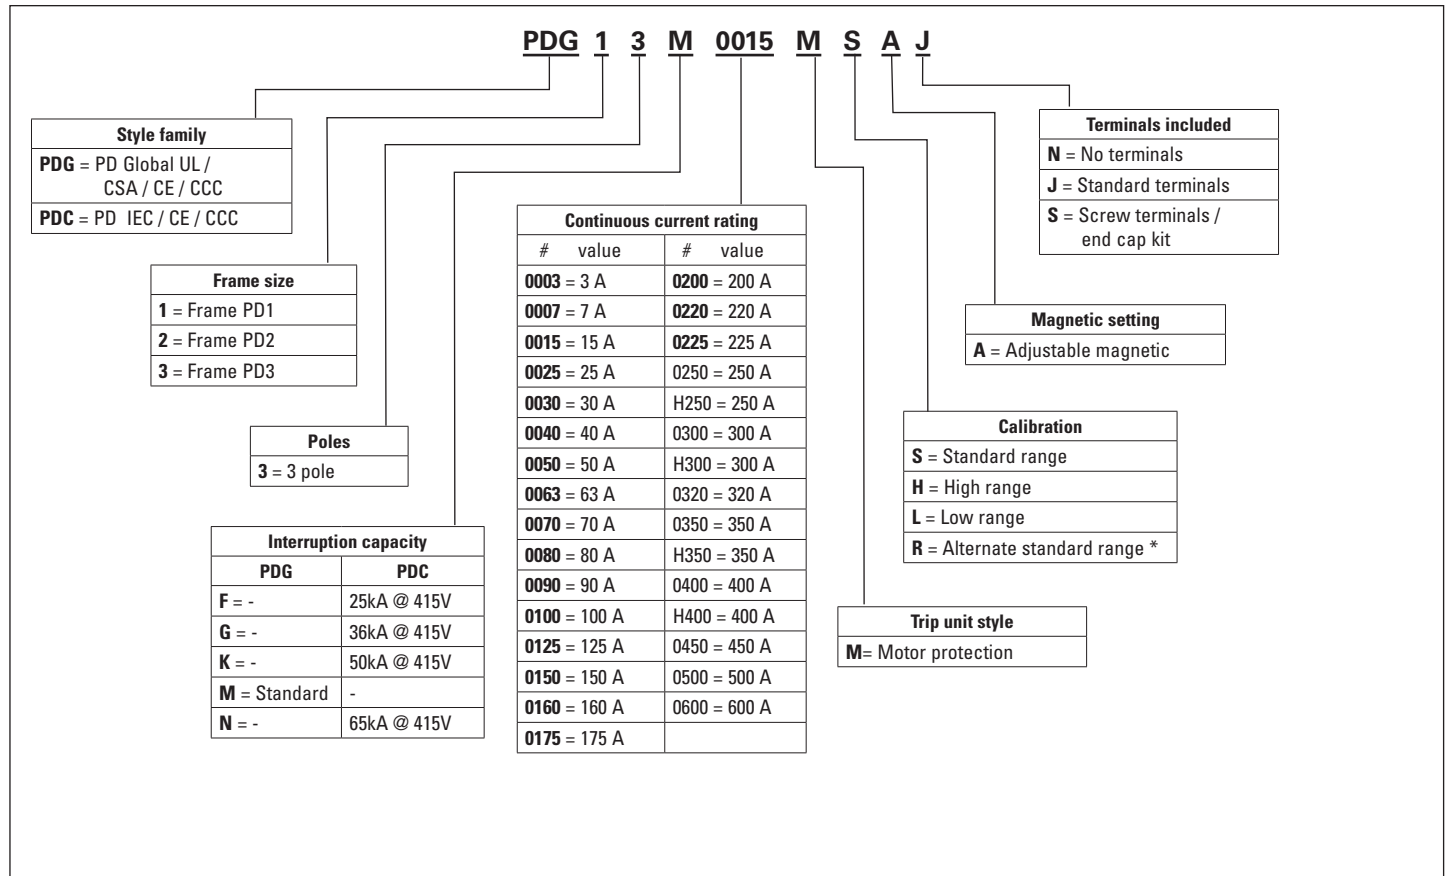 PDG 1 3 M 0015 M S A J
Style family
PDG = PD Global UL /
CSA / CE / CCC
PDC = PD IEC / CE / CCC
Frame size
1 = Frame PD1
2 = Frame PD2
3 = Frame PD3
Poles
3 = 3 pole
Interruption capacity
PDG PDC
F = - 25kA @ 415V
G = - 36kA @ 415V
K = - 50kA @ 415V
M = Standard -
N = - 65kA @ 415V
Continuous current rating
# value # value
0003 = 3 A 0200 = 200 A
0007 = 7 A 0220 = 220 A
0015 = 15 A 0225 = 225 A
0025 = 25 A 0250 = 250 A
0030 = 30 A H250 = 250 A
0040 = 40 A 0300 = 300 A
0050 = 50 A H300 = 300 A
0063 = 63 A 0320 = 320 A
0070 = 70 A 0350 = 350 A
0080 = 80 A H350 = 350 A
0090 = 90 A 0400 = 400 A
0100 = 100 A H400 = 400 A
0125 = 125 A 0450 = 450 A
0150 = 150 A 0500 = 500 A
0160 = 160 A 0600 = 600 A
0175 = 175 A
Trip unit style
M= Motor protection
Calibration
S = Standard range
H = High range
L = Low range
R = Alternate standard range *
Magnetic setting
A = Adjustable magnetic
Terminals included
N = No terminals
J = Standard terminals
S = Screw terminals /
end cap kit